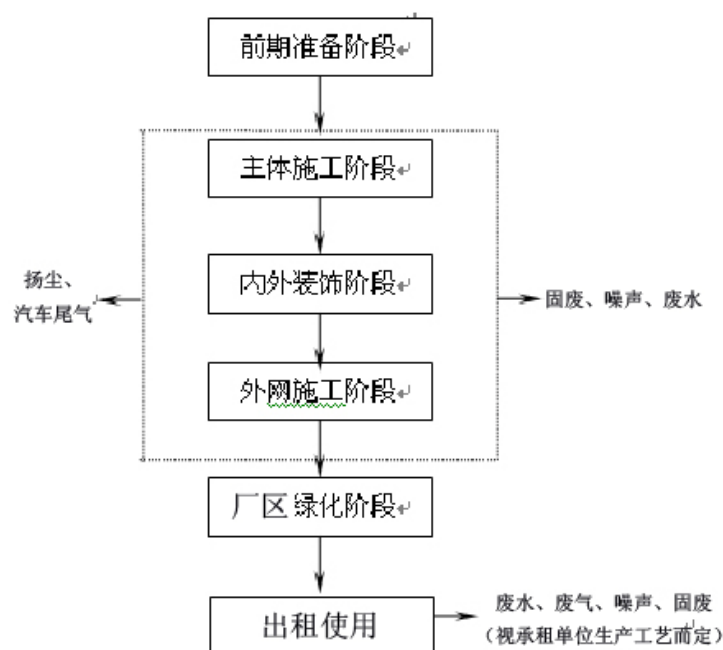 前期准备阶段
主体施工阶段
内外装饰阶段
扬尘、
汽车尾气
固废、噪声、废水
外网施工阶段
厂区绿化阶段
出租使用
废水、废气、噪声、固废
（视承租单位生产工艺而定）